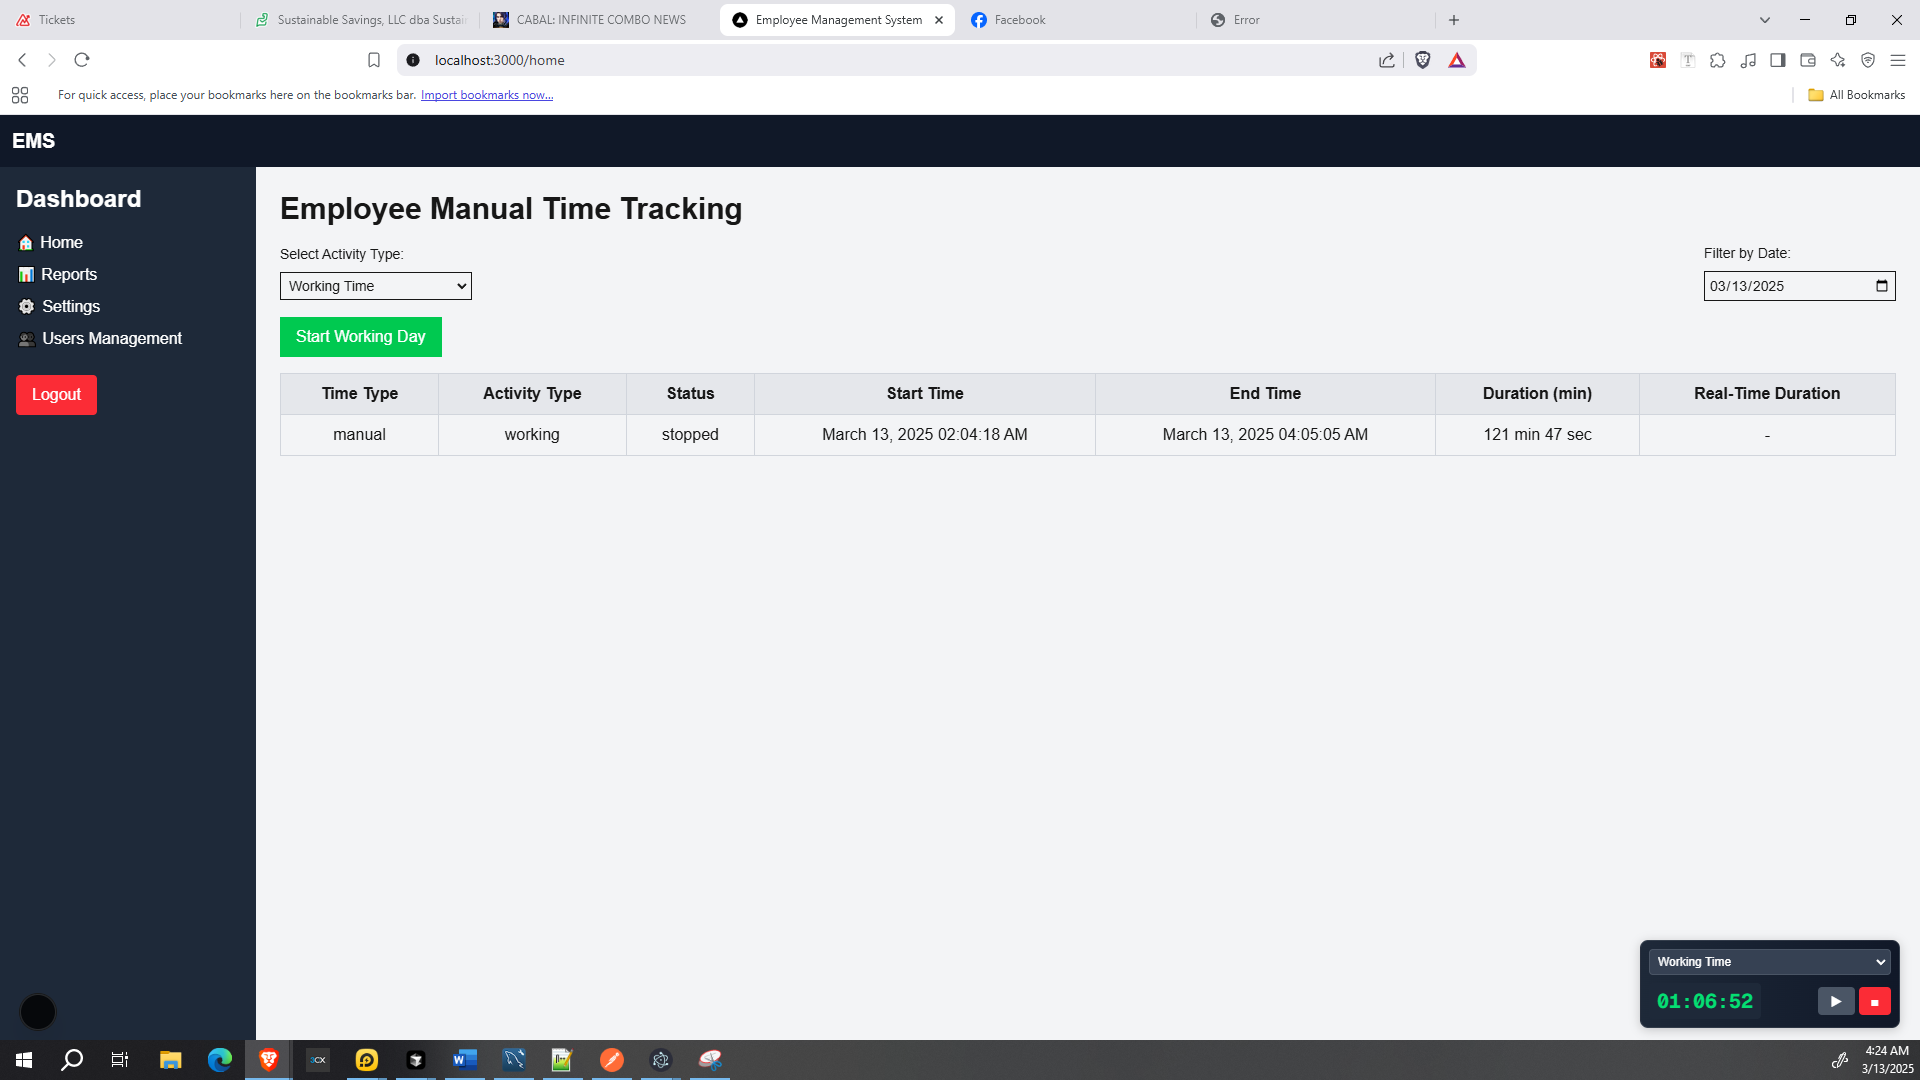 Tickets
Sustainable Savings, LLC dba Sustai
CABAL: INFINITE COMBO NEWS
Employee Management System
Facebook
Error
localhost:3000/home
For quick access, place your bookmarks here on the bookmarks bar. Import bookmarks now...
All Bookmarks
EMS
Dashboard
Home
Reports
Settings
Users Management
Logout
Employee Manual Time Tracking
Select Activity Type:
Working Time
Filter by Date:
03/13/2025
Start Working Day
Time Type Activity Type Status Start Time End Time Duration (min) Real-Time Duration
manual working stopped March 13, 2025 02:04:18 AM March 13, 2025 04:05:05 AM 121 min 47 sec -
Working Time
01:06:52
3CX
4:24 AM
3/13/2025